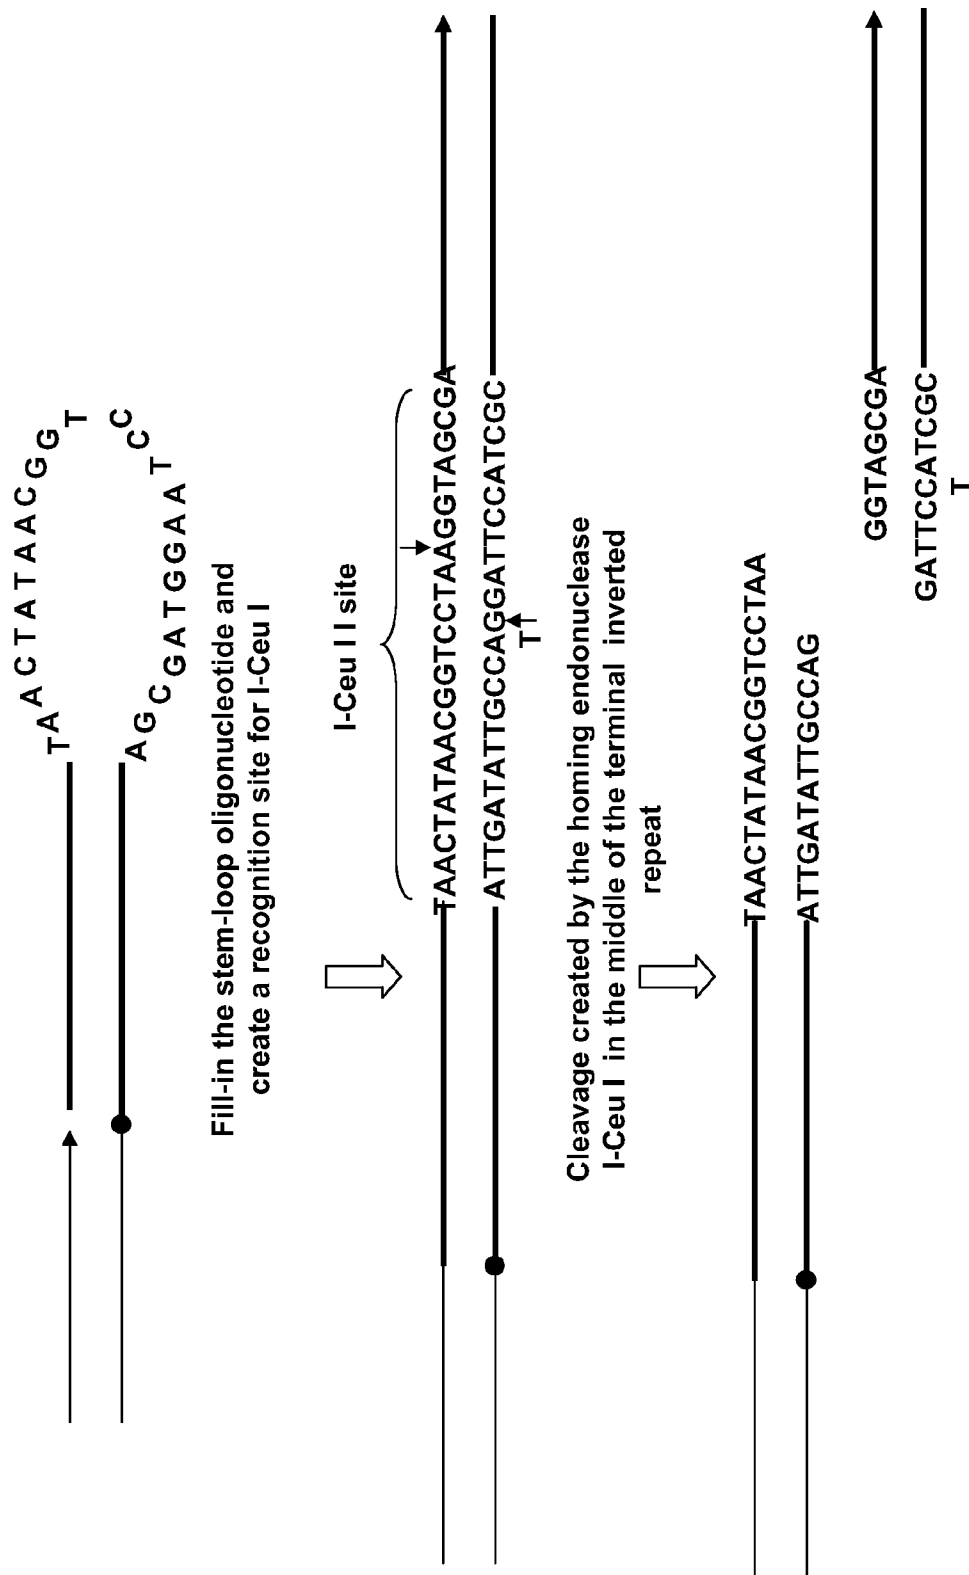 TAACTATAACGGT
AGCGATGGAATCC
Fill-in the stem-loop oligonucleotide and
create a recognition site for I-Ceu I
I-Ceu I I site
TAACTATAACGGTCCTAAGGTAGCGA
ATTGATATTGCCAGGATTCCATCGC
T
Cleavage created by the homing endonuclease
I-Ceu I in the middle of the terminal inverted
repeat
TAACTATAACGGTCCTAA
ATTGATATTGCCAG
GGTAGCGA
GATTCCATCGC
T